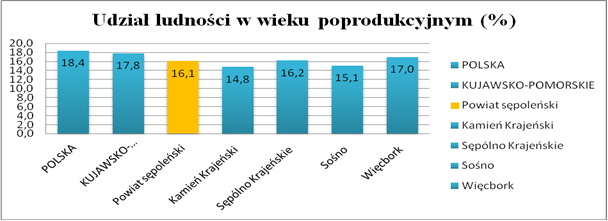 Udział ludności w wieku poprodukcyjnym (%)
20,0
18,0
16,0
14,0
12,0
10,0
8,0
6,0
4,0
2,0
0,0
18,4
17,8
16,1
14,8
16,2
15,1
17,0
POLSKA
KUJAWSKO-...
Powiat sępoleński
Kamień Krajeński
Sępólno Krajeńskie
Sośno
Więcbork
POLSKA
KUJAWSKO-POMORSKIE
Powiat sępoleński
Kamień Krajeński
Sępólno Krajeńskie
Sośno
Więcbork